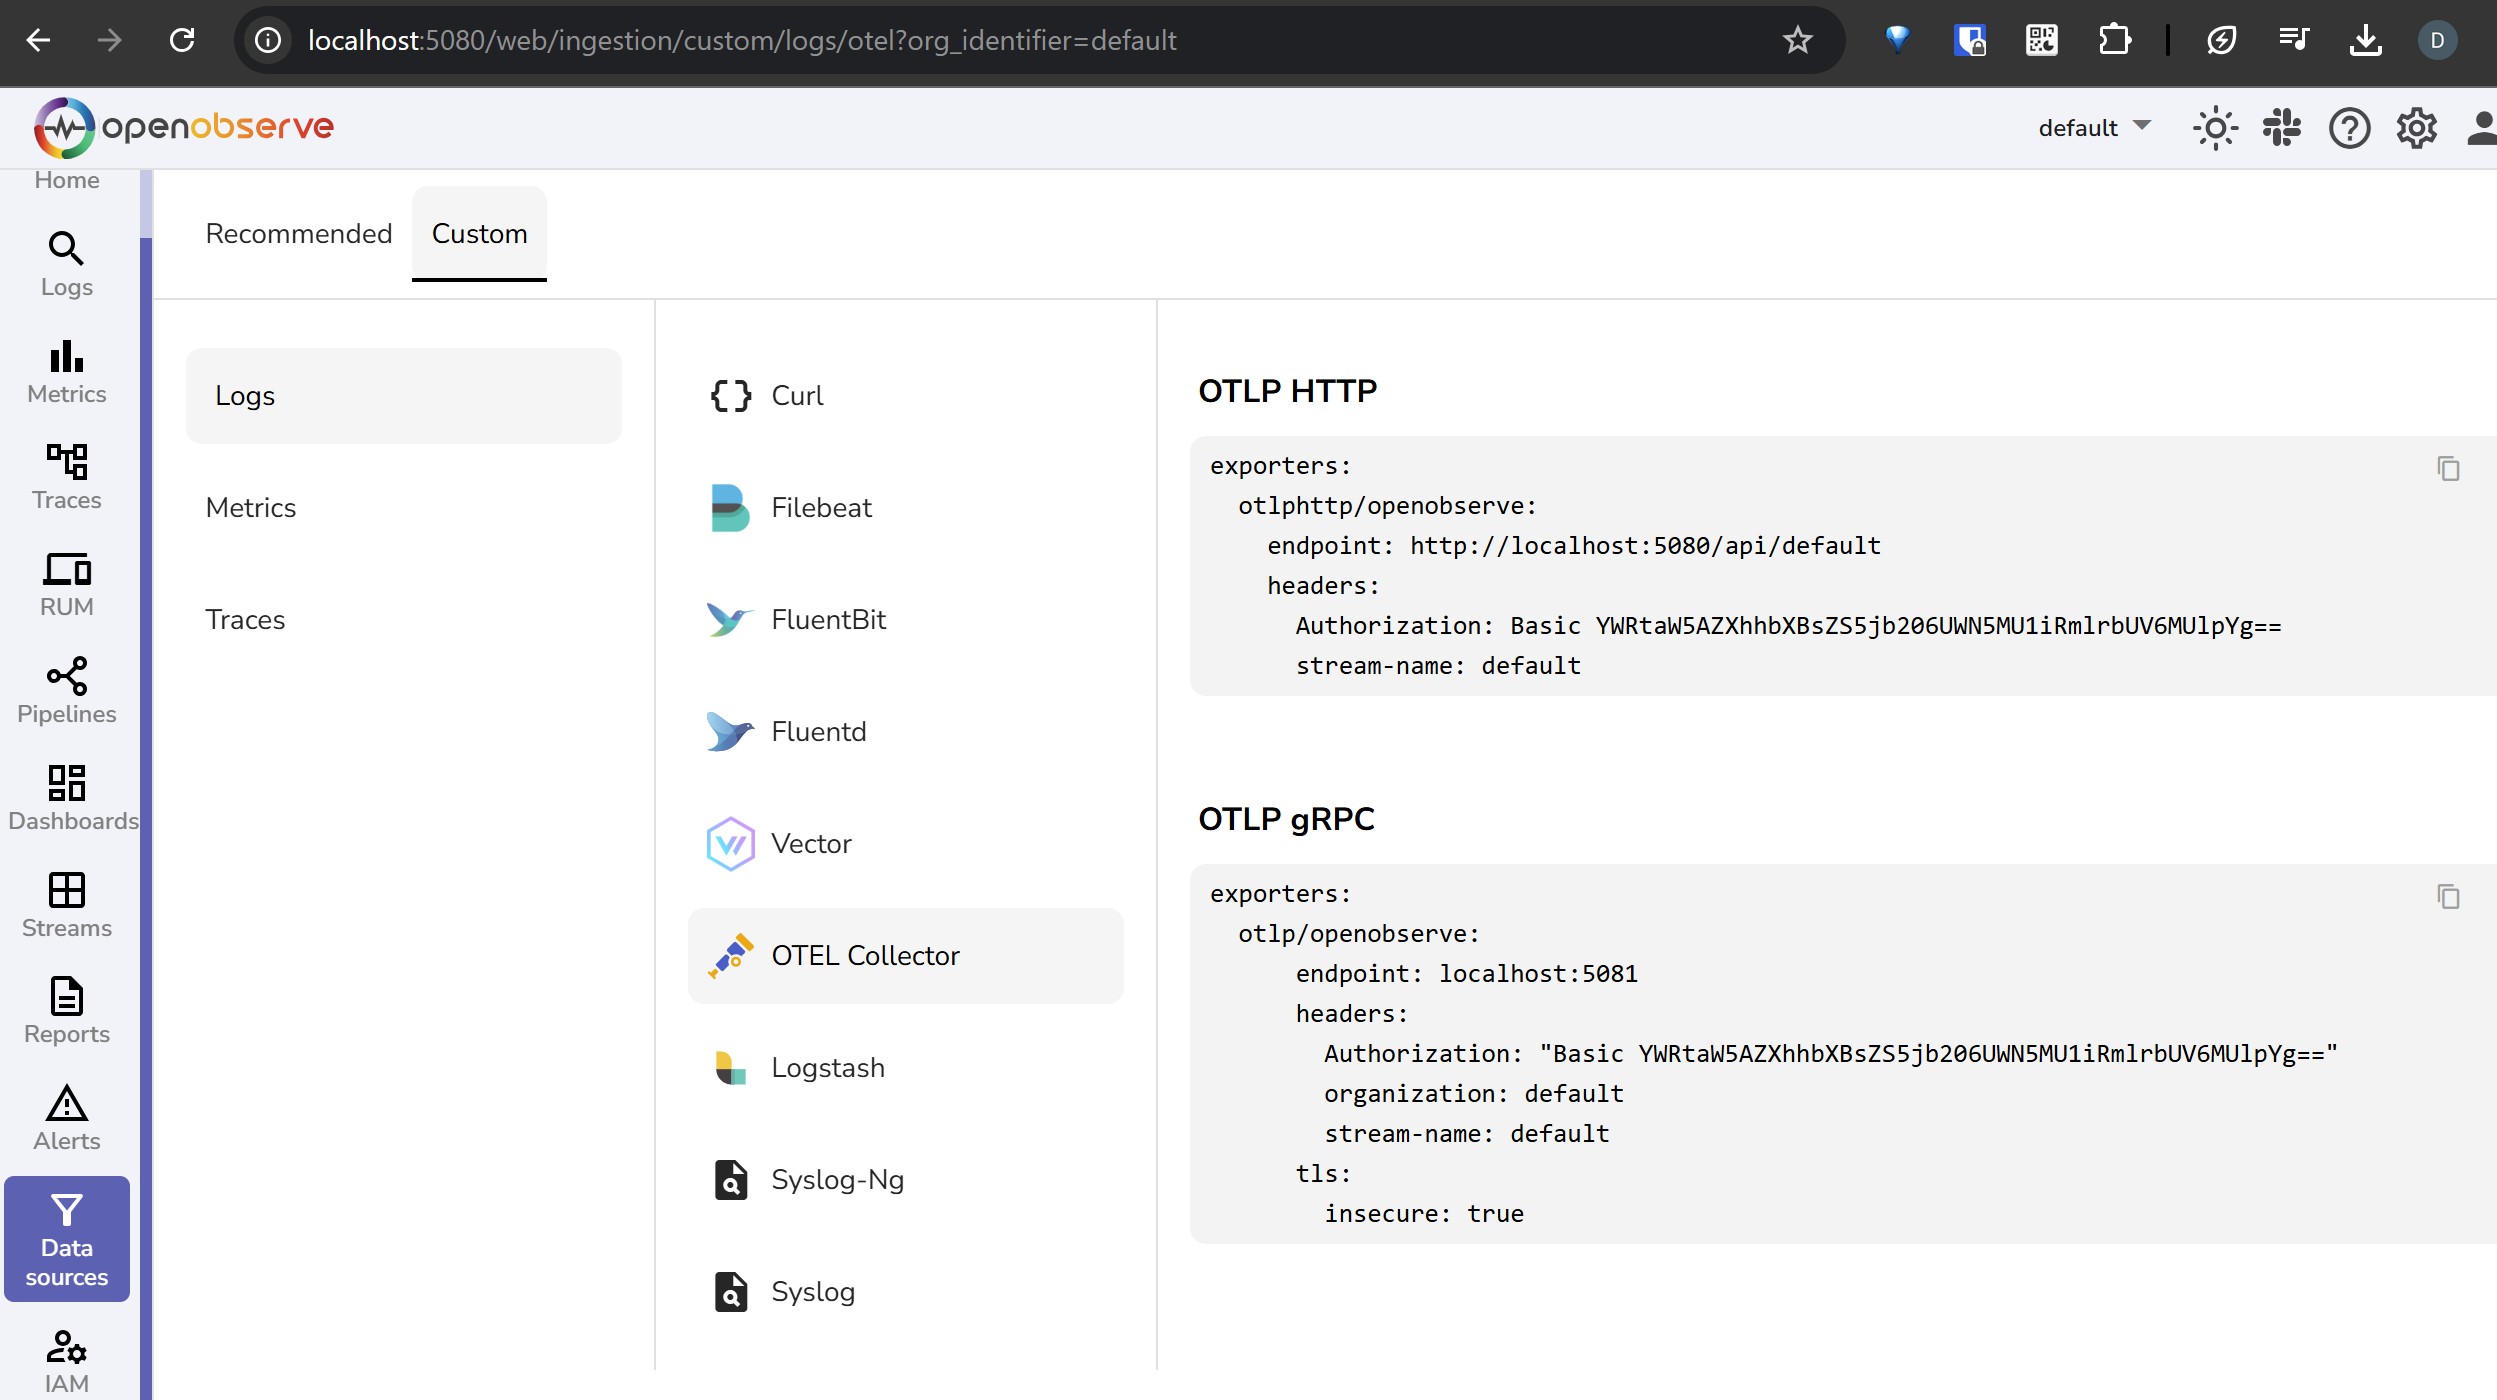 localhost:5080/web/ingestion/custom/logs/otel?org_identifier=default
D
openobserve
default
Home
Logs
Metrics
Traces
RUM
Pipelines
Dashboards
Streams
Reports
Alerts
Data
sources
IAM
Recommended
Custom
Logs
Metrics
Traces
Curl
Filebeat
FluentBit
Fluentd
Vector
OTEL Collector
Logstash
Syslog-Ng
Syslog
OTLP HTTP
exporters:
  otlphttp/openobserve:
    endpoint: http://localhost:5080/api/default
    headers:
      Authorization: Basic YWRtaW5AZXhhbXBsZS5jb206UWN5MU1iRmlrbUV6MUlpYg==
      stream-name: default
OTLP gRPC
exporters:
  otlp/openobserve:
      endpoint: localhost:5081
      headers:
        Authorization: "Basic YWRtaW5AZXhhbXBsZS5jb206UWN5MU1iRmlrbUV6MUlpYg=="
        organization: default
        stream-name: default
      tls:
        insecure: true